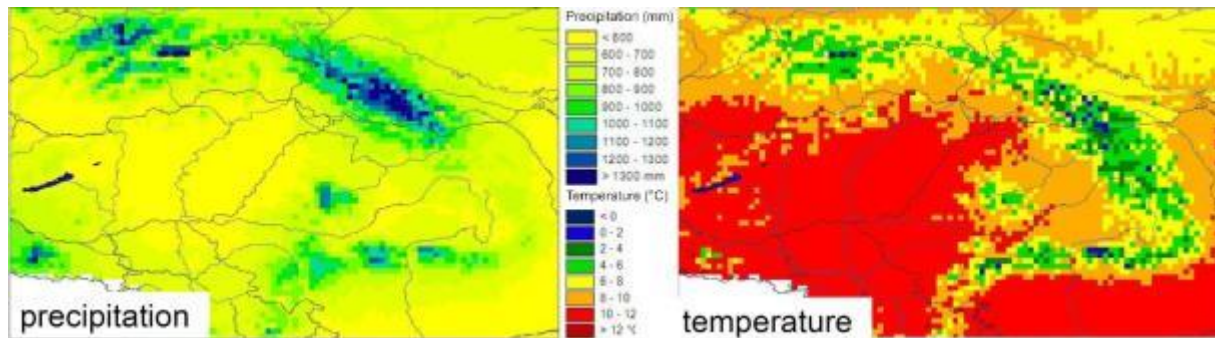 Precipitation (mm)
< 600
600 - 700
700 - 800
800 - 900
900 - 1000
1000 - 1100
1100 - 1200
1200 - 1300
> 1300 mm
Temperature (°C)
< 0
0 - 2
2 - 4
4 - 6
6 - 8
8 - 10
10 - 12
> 12 °C
precipitation
temperature